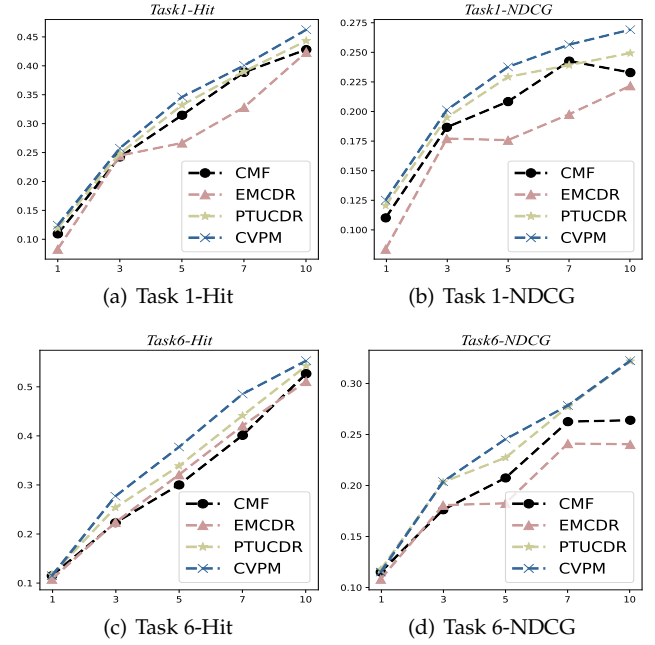 Task1-Hit
0.45
0.40
0.35
0.30
0.25
0.20
0.15
0.10
CMF
EMCDR
PTUCDR
CVPM
1 3 5 7 10
(a) Task 1-Hit
Task1-NDCG
0.275
0.250
0.225
0.200
0.175
0.150
0.125
0.100
CMF
EMCDR
PTUCDR
CVPM
1 3 5 7 10
(b) Task 1-NDCG
Task6-Hit
0.5
0.4
0.3
0.2
0.1
CMF
EMCDR
PTUCDR
CVPM
1 3 5 7 10
(c) Task 6-Hit
Task6-NDCG
0.30
0.25
0.20
0.15
0.10
CMF
EMCDR
PTUCDR
CVPM
1 3 5 7 10
(d) Task 6-NDCG